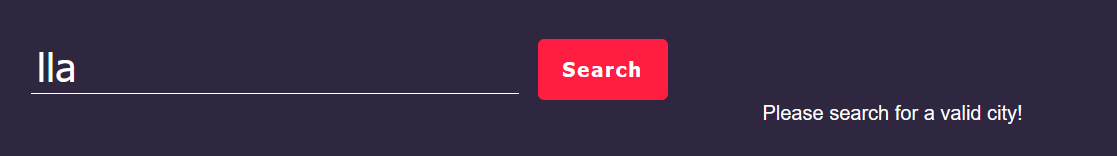 lla
Search
Please search for a valid city!